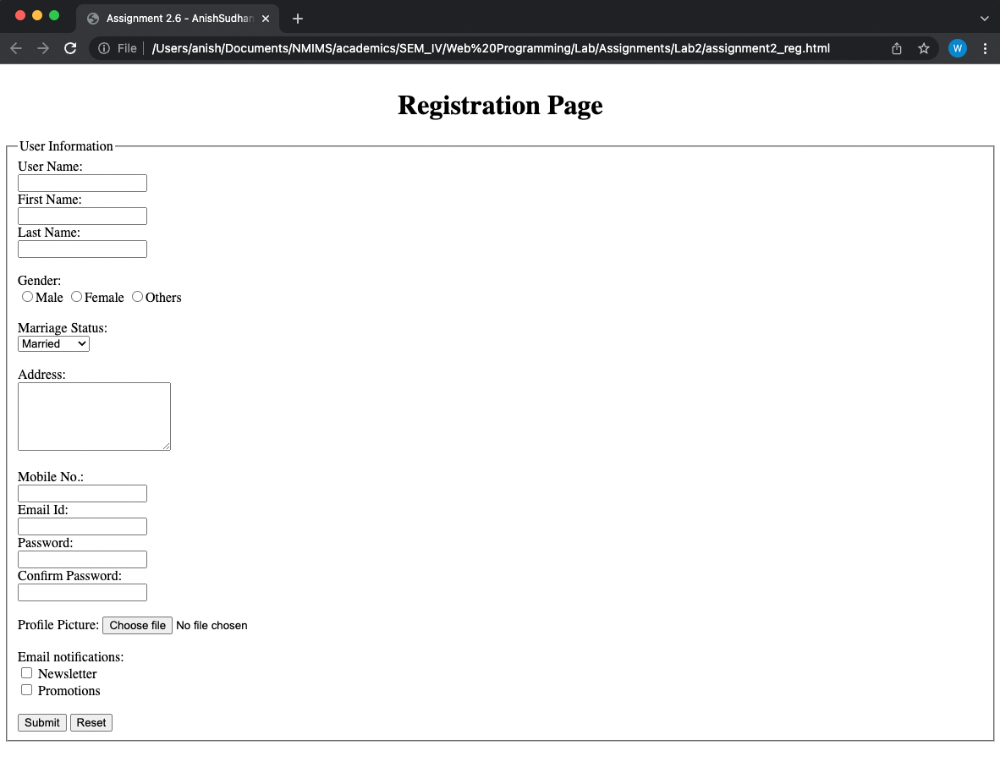 Assignment 2.6 - AnishSudhan
File | /Users/anish/Documents/NMIMS/academics/SEM_IV/Web%20Programming/Lab/Assignments/Lab2/assignment2_reg.html
W
Registration Page
User Information
User Name:
First Name:
Last Name:
Gender:
Male Female Others
Marriage Status:
Married
Address:
Mobile No.:
Email Id:
Password:
Confirm Password:
Profile Picture: Choose file No file chosen
Email notifications:
Newsletter
Promotions
Submit Reset